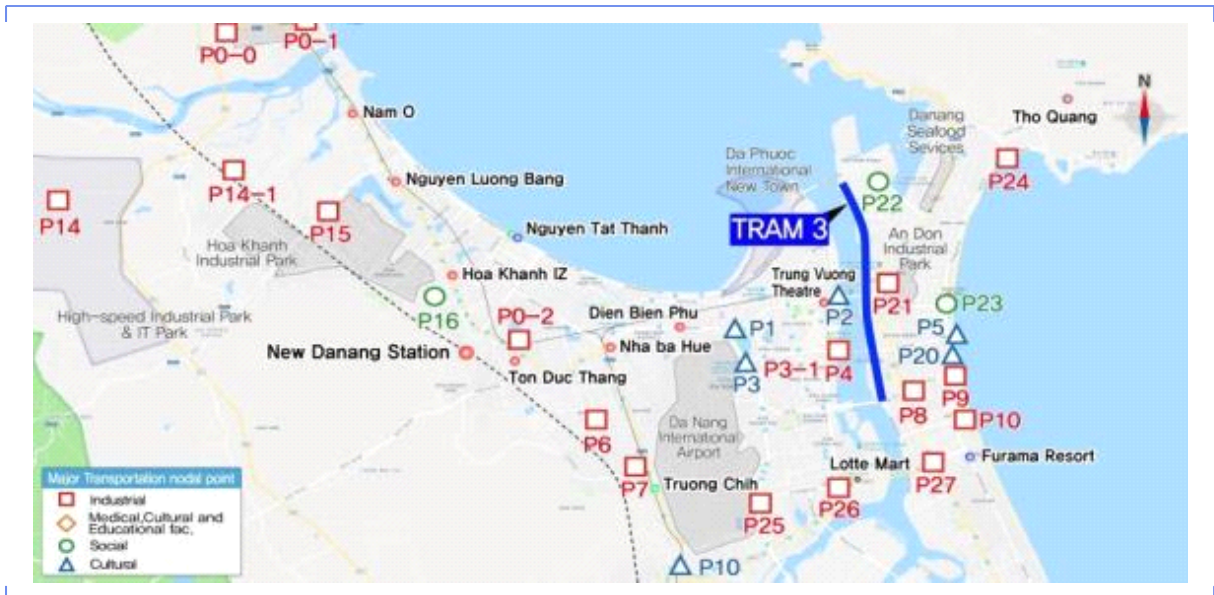 P0-0
P0-1
Nam O
N
Tho Quang
Danang
Seafood
Sevices
P24
Da Phuoc
International
New Town
P14
P14-1
P15
Nguyen Luong Bang
P22
TRAM 3
Nguyen Tat Thanh
Hoa Khanh
Industrial Park
An Don
Industrial
Park
Hoa Khanh IZ
Trung Vuong
Theatre
P21
P16
P2
P23
High-speed Industrial Park
& IT Park
P0-2
Dien Bien Phu
P1
P5
New Danang Station
Nha ba Hue
P20
Ton Duc Thang
P3
P3-1
P4
P8
P9
P10
P6
Da Nang
International
Airport
P7
Lotte Mart
Furama Resort
P27
Truong Chih
P26
P25
P10
Major Transportation nodal point
Industrial
Medical,Cultural and
Educational fac,
Social
Cultural